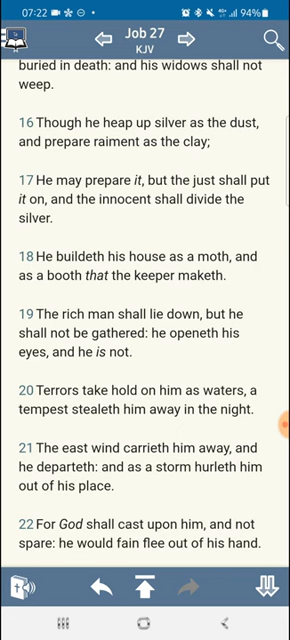 07:22
94%
Job 27
KJV
buried in death: and his widows shall not
weep.
16 Though he heap up silver as the dust,
and prepare raiment as the clay;
17 He may prepare it, but the just shall put
it on, and the innocent shall divide the
silver.
18 He buildeth his house as a moth, and
as a booth that the keeper maketh.
19 The rich man shall lie down, but he
shall not be gathered: he openeth his
eyes, and he is not.
20 Terrors take hold on him as waters, a
tempest stealeth him away in the night.
21 The east wind carrieth him away, and
he departeth: and as a storm hurleth him
out of his place.
22 For God shall cast upon him, and not
spare: he would fain flee out of his hand.